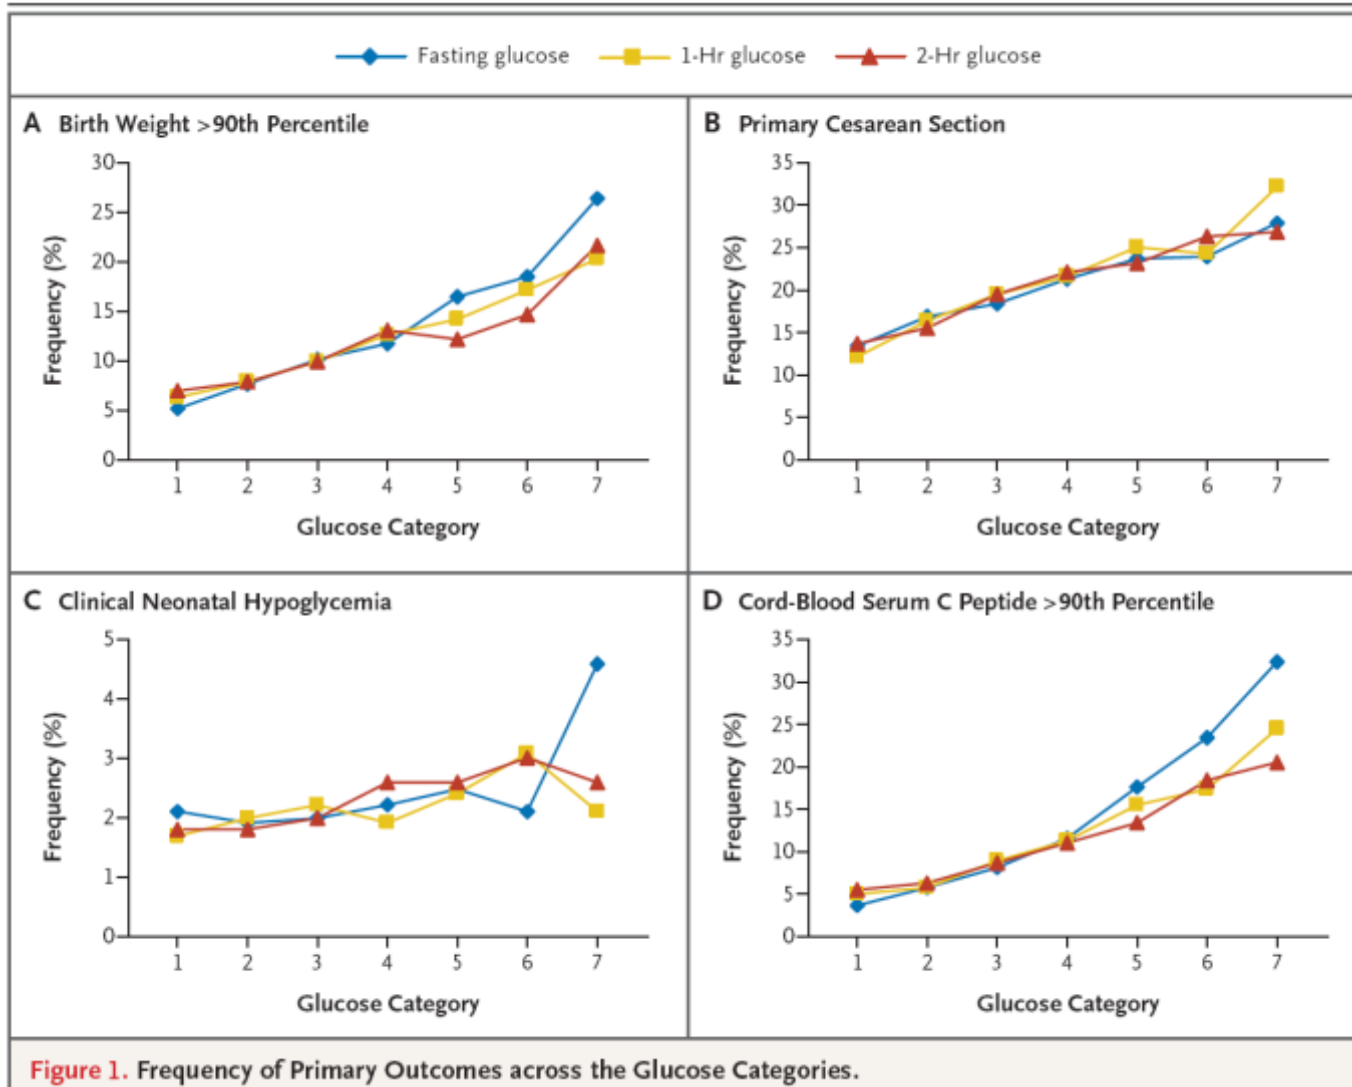 Fasting glucose 1-Hr glucose 2-Hr glucose
A Birth Weight >90th Percentile
30
25
20
15
10
5
0
Frequency (%)
1 2 3 4 5 6 7
Glucose Category
B Primary Cesarean Section
35
30
25
20
15
10
5
0
Frequency (%)
1 2 3 4 5 6 7
Glucose Category
C Clinical Neonatal Hypoglycemia
5
4
3
2
1
0
Frequency (%)
1 2 3 4 5 6 7
Glucose Category
D Cord-Blood Serum C Peptide >90th Percentile
35
30
25
20
15
10
5
0
Frequency (%)
1 2 3 4 5 6 7
Glucose Category
Figure 1. Frequency of Primary Outcomes across the Glucose Categories.